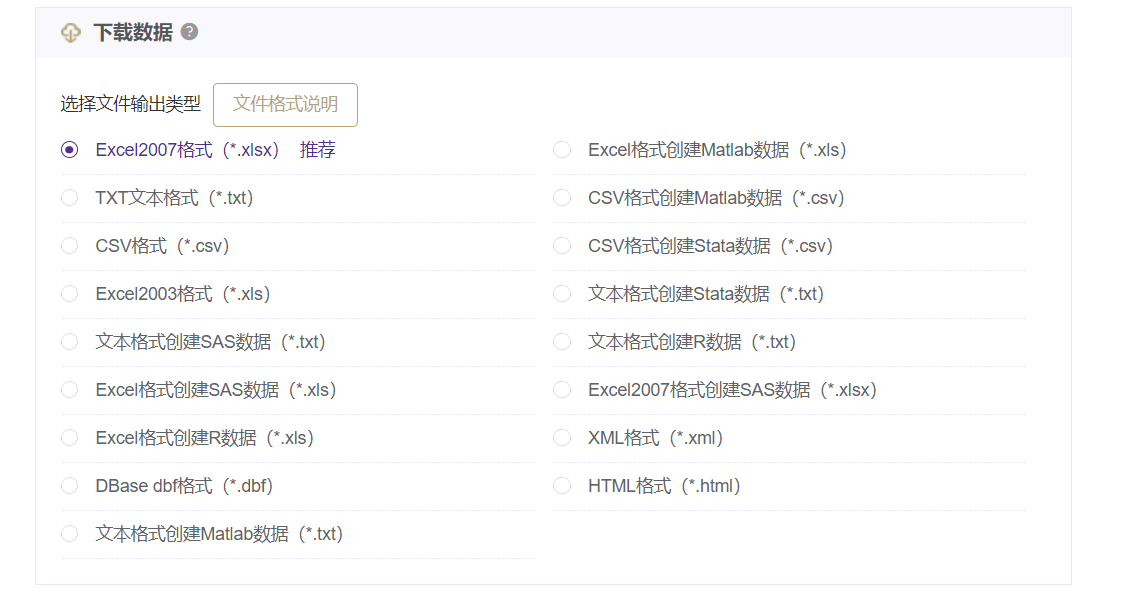 下载数据 ?
选择文件输出类型 文件格式说明
Excel2007格式（*.xlsx） 推荐
Excel格式创建Matlab数据（*.xls）
TXT文本格式（*.txt）
CSV格式创建Matlab数据（*.csv）
CSV格式（*.csv）
CSV格式创建Stata数据（*.csv）
Excel2003格式（*.xls）
文本格式创建Stata数据（*.txt）
文本格式创建SAS数据（*.txt）
文本格式创建R数据（*.txt）
Excel格式创建SAS数据（*.xls）
Excel2007格式创建SAS数据（*.xlsx）
Excel格式创建R数据（*.xls）
XML格式（*.xml）
DBase dbf格式（*.dbf）
HTML格式（*.html）
文本格式创建Matlab数据（*.txt）